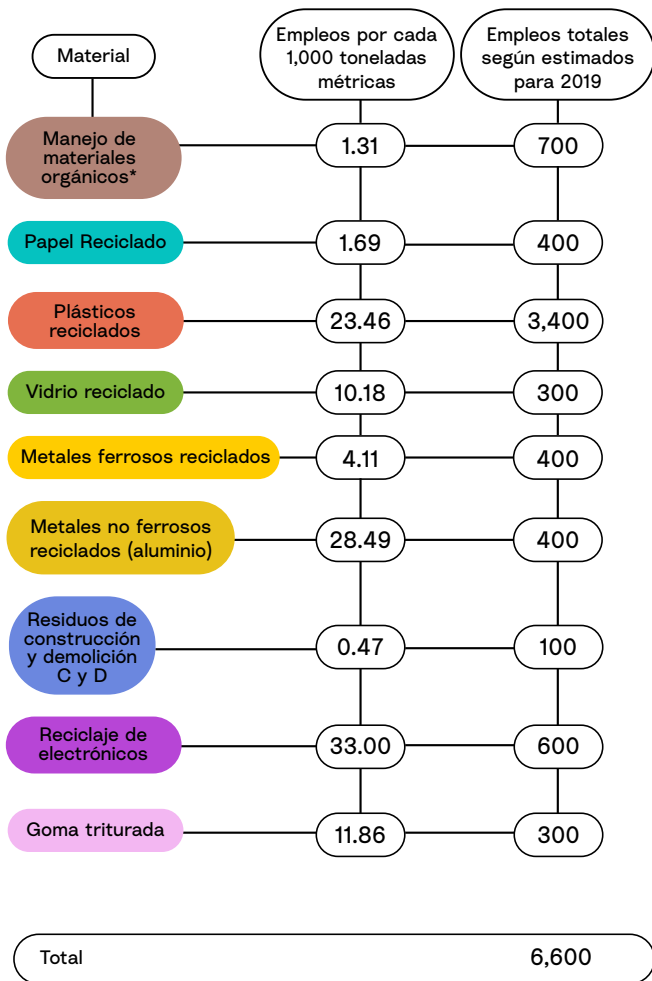 Material
Empleos por cada
1,000 toneladas
métricas
Empleos totales
según estimados
para 2019
Manejo de
materiales
orgánicos*
1.31
700
Papel Reciclado
1.69
400
Plásticos
reciclados
23.46
3,400
Vidrio reciclado
10.18
300
Metales ferrosos reciclados
4.11
400
Metales no ferrosos
reciclados (aluminio)
28.49
400
Residuos de
construcción
y demolición
C y D
0.47
100
Reciclaje de
electrónicos
33.00
600
Goma triturada
11.86
300
Total
6,600